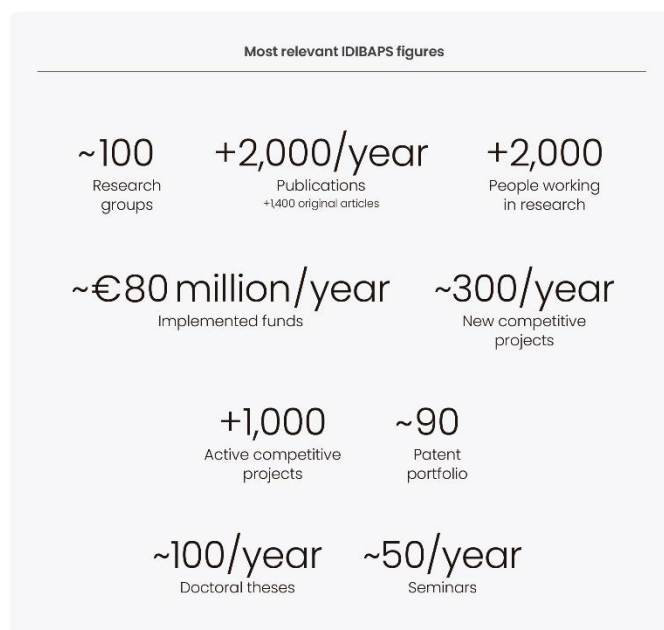 Most relevant IDIBAPS figures
~100 +2,000/year +2,000
Research Publications People working
groups +1,400 original articles in research
~€80 million/year ~300/year
Implemented funds New competitive
projects
+1,000 ~90
Active competitive Patent
projects portfolio
~100/year ~50/year
Doctoral theses Seminars